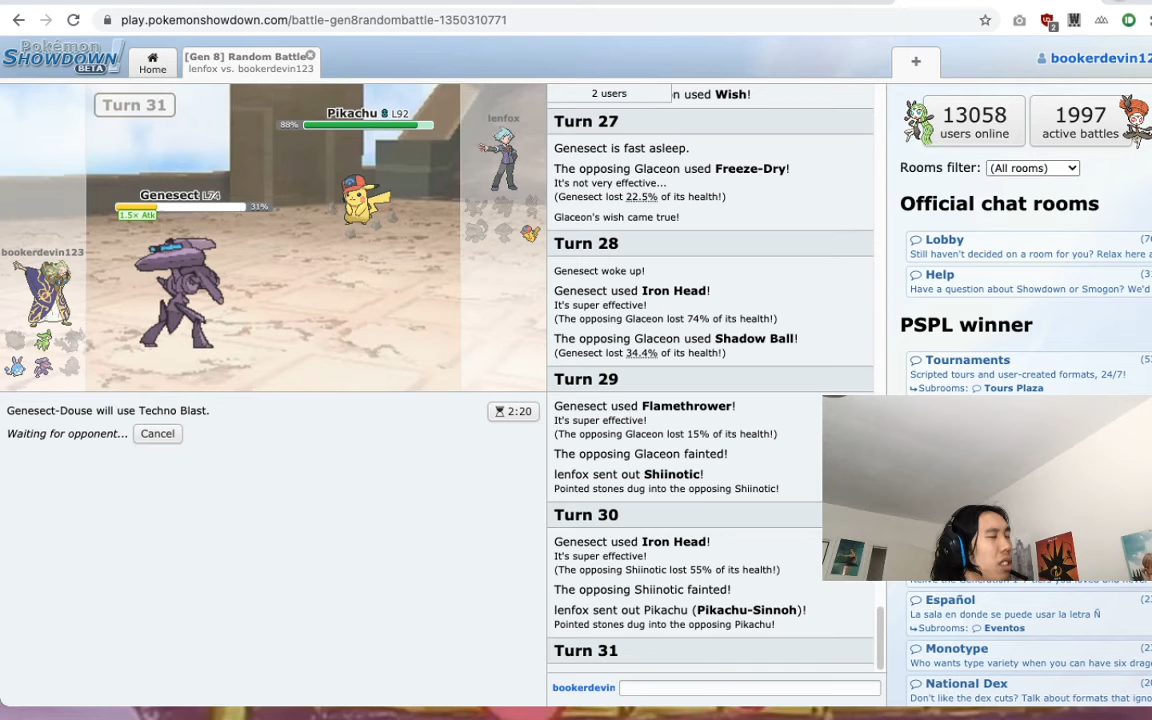 play.pokemonshowdown.com/battle-gen8randombattle-1350310771
2
Pokémon
SHOWDOWN!
BETA
Home
[Gen 8] Random Battle
lenfox vs. bookerdevin123
+
bookerdevin12
Turn 31
Pikachu L92
88%
lenfox
Genesect L74
31%
1.5× Atk
bookerdevin123
Genesect-Douse will use Techno Blast.
2:20
Waiting for opponent...
Cancel
2 users
n used Wish!
Turn 27
Genesect is fast asleep.
The opposing Glaceon used Freeze-Dry!
It's not very effective...
(Genesect lost 22.5% of its health!)
Glaceon's wish came true!
Turn 28
Genesect woke up!
Genesect used Iron Head!
It's super effective!
(The opposing Glaceon lost 74% of its health!)
The opposing Glaceon used Shadow Ball!
(Genesect lost 34.4% of its health!)
Turn 29
Genesect used Flamethrower!
It's super effective!
(The opposing Glaceon lost 15% of its health!)
The opposing Glaceon fainted!
lenfox sent out Shiinotic!
Pointed stones dug into the opposing Shiinotic!
Turn 30
Genesect used Iron Head!
It's super effective!
(The opposing Shiinotic lost 55% of its health!)
The opposing Shiinotic fainted!
lenfox sent out Pikachu (Pikachu-Sinnoh)!
Pointed stones dug into the opposing Pikachu!
Turn 31
bookerdevin
13058
users online
1997
active battles
Rooms filter: (All rooms)
Official chat rooms
Lobby
Still haven't decided on a room for you? Relax here a
Help
Have a question about Showdown or Smogon? We'd
PSPL winner
Tournaments
Scripted tours and user-created formats, 24/7!
Subrooms: Tours Plaza
Español
La sala en donde se puede usar la letra Ñ
Subrooms: Eventos
Monotype
Who wants type variety when you can have six drag
National Dex
Don't like the dex cuts? Talk about formats that igno